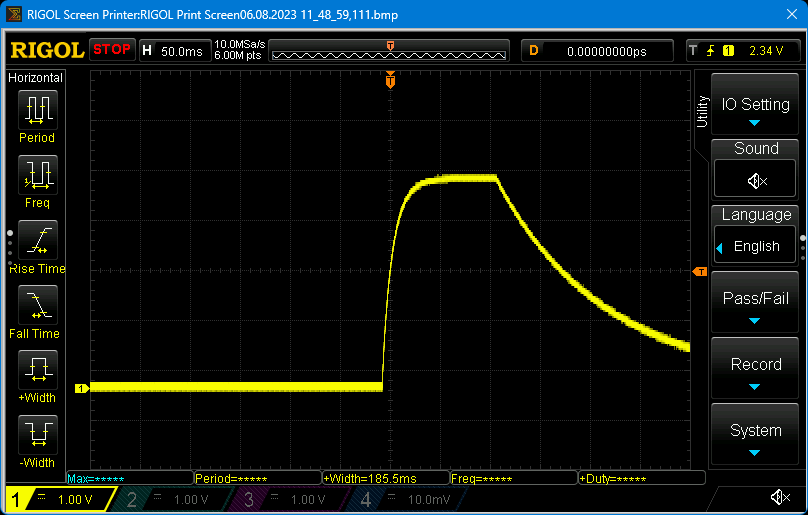 RIGOL Screen Printer:RIGOL Print Screen06.08.2023 11_48_59,111.bmp
RIGOL STOP H 50.0ms 10.0MSa/s 6.00M pts T D 0.00000000ps T 1 2.34 V
Horizontal
Period
Freq
Rise Time
Fall Time
+Width
-Width
T
T
1
Utility
IO Setting
Sound
Language
English
Pass/Fail
Record
System
Max=***** Period=***** +Width=185.5ms Freq=***** +Duty=*****
1 1.00 V 2 1.00 V 3 1.00 V 4 10.0mV